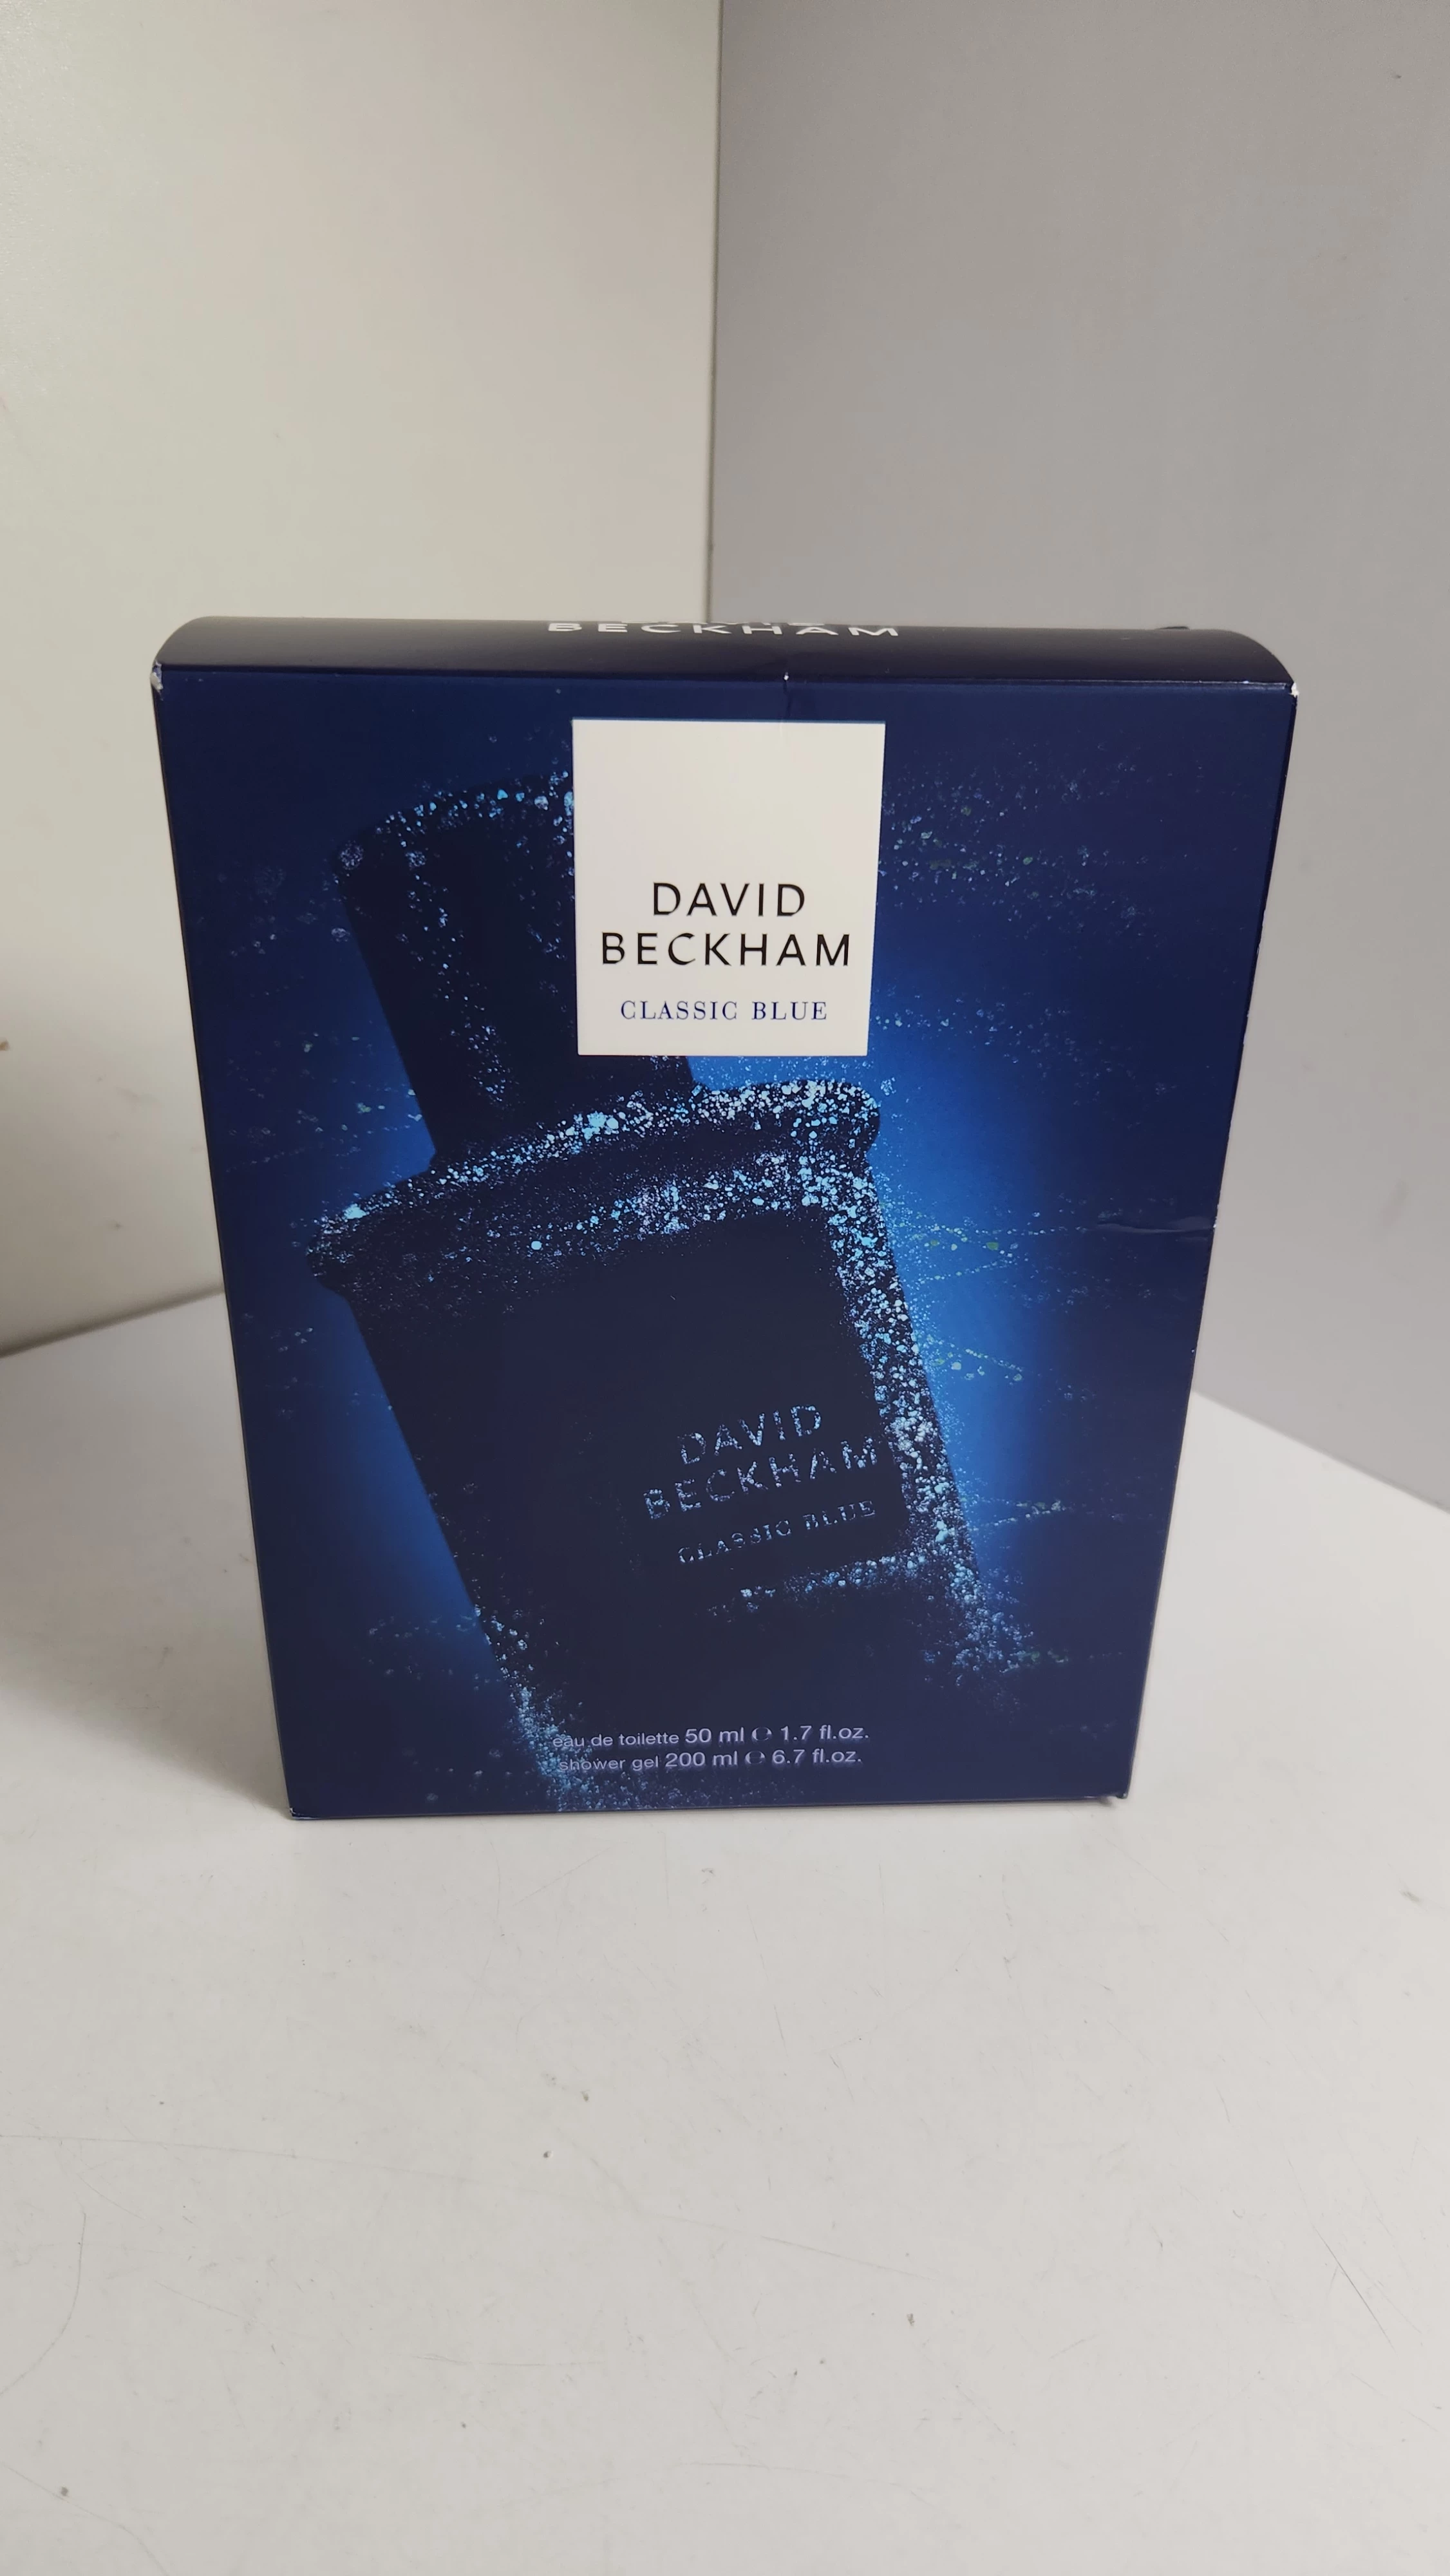 BECKHAM
DAVID
BECKHAM
CLASSIC BLUE
DAVID
BECKHAM
CLASSIC BLUE
eau de toilette 50 ml ℮ 1.7 fl.oz.
shower gel 200 ml ℮ 6.7 fl.oz.